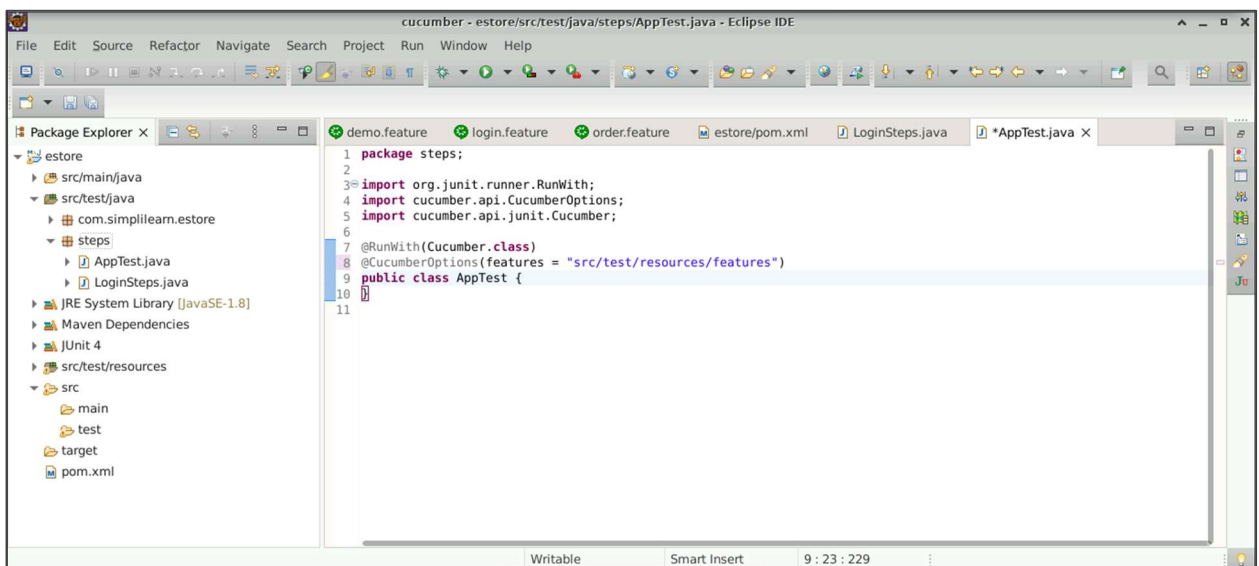 cucumber - estore/src/test/java/steps/AppTest.java - Eclipse IDE
File Edit Source Refactor Navigate Search Project Run Window Help
Package Explorer
estore
src/main/java
src/test/java
com.simplilearn.estore
steps
AppTest.java
LoginSteps.java
JRE System Library [JavaSE-1.8]
Maven Dependencies
JUnit 4
src/test/resources
src
main
test
target
pom.xml
demo.feature login.feature order.feature estore/pom.xml LoginSteps.java *AppTest.java
1 package steps;
2
3 import org.junit.runner.RunWith;
4 import cucumber.api.CucumberOptions;
5 import cucumber.api.junit.Cucumber;
6
7 @RunWith(Cucumber.class)
8 @CucumberOptions(features = "src/test/resources/features")
9 public class AppTest {
10 }
11
Ju
Writable Smart Insert 9 : 23 : 229